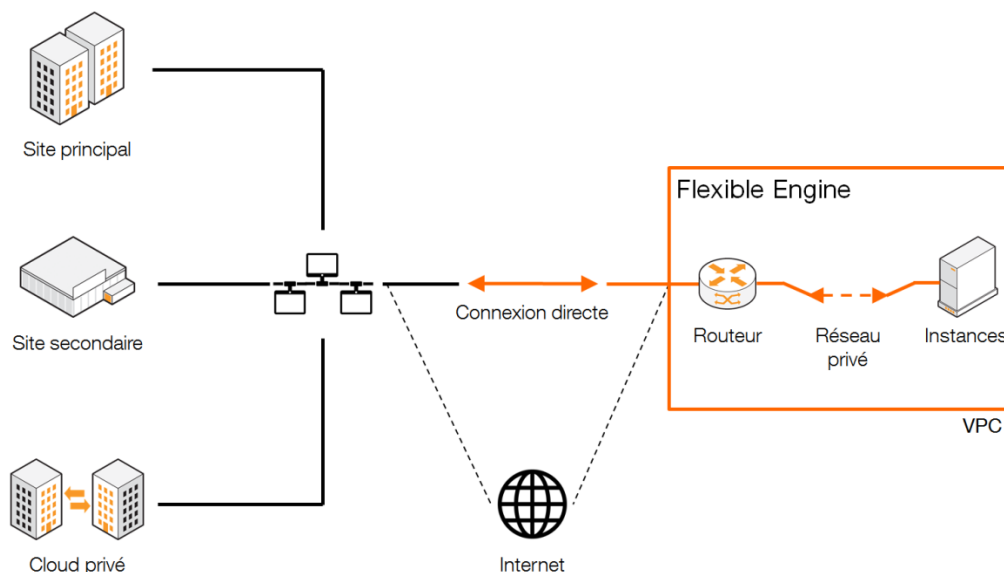 Site principal
Flexible Engine
Site secondaire
Connexion directe
Routeur
Réseau
privé
Instances
VPC
Cloud privé
Internet